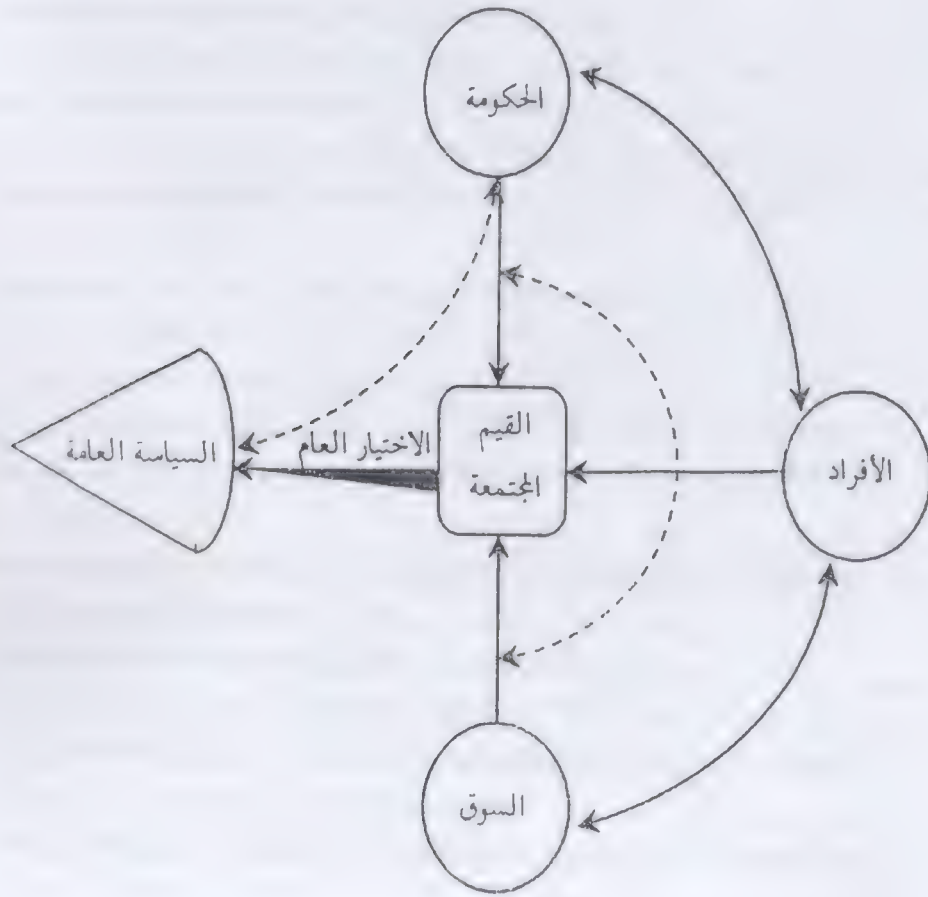 الحكومة
القيم
المجتمعة
الأفراد
الاختيار العام
السياسة العامة
السوق